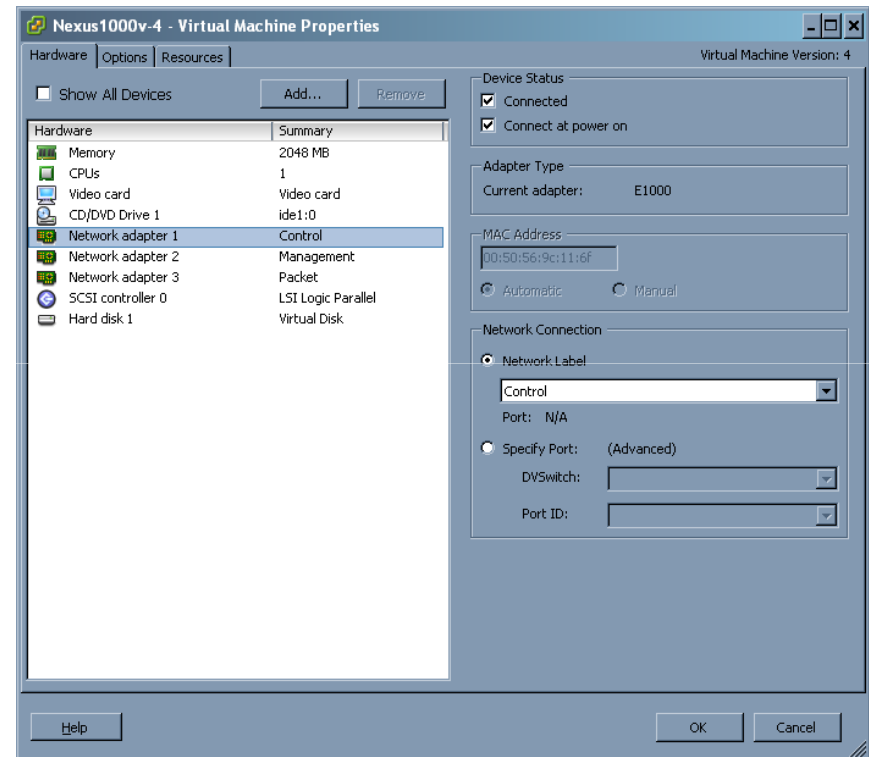 Nexus1000v-4 - Virtual Machine Properties
Hardware Options Resources
Virtual Machine Version: 4
Show All Devices
Add...
Remove
Hardware Summary
Memory 2048 MB
CPUs 1
Video card Video card
CD/DVD Drive 1 ide1:0
Network adapter 1 Control
Network adapter 2 Management
Network adapter 3 Packet
SCSI controller 0 LSI Logic Parallel
Hard disk 1 Virtual Disk
Device Status
Connected
Connect at power on
Adapter Type
Current adapter: E1000
MAC Address
00:50:56:9c:11:6f
Automatic Manual
Network Connection
Network Label
Control
Port: N/A
Specify Port: (Advanced)
DVSwitch:
Port ID:
Help
OK
Cancel